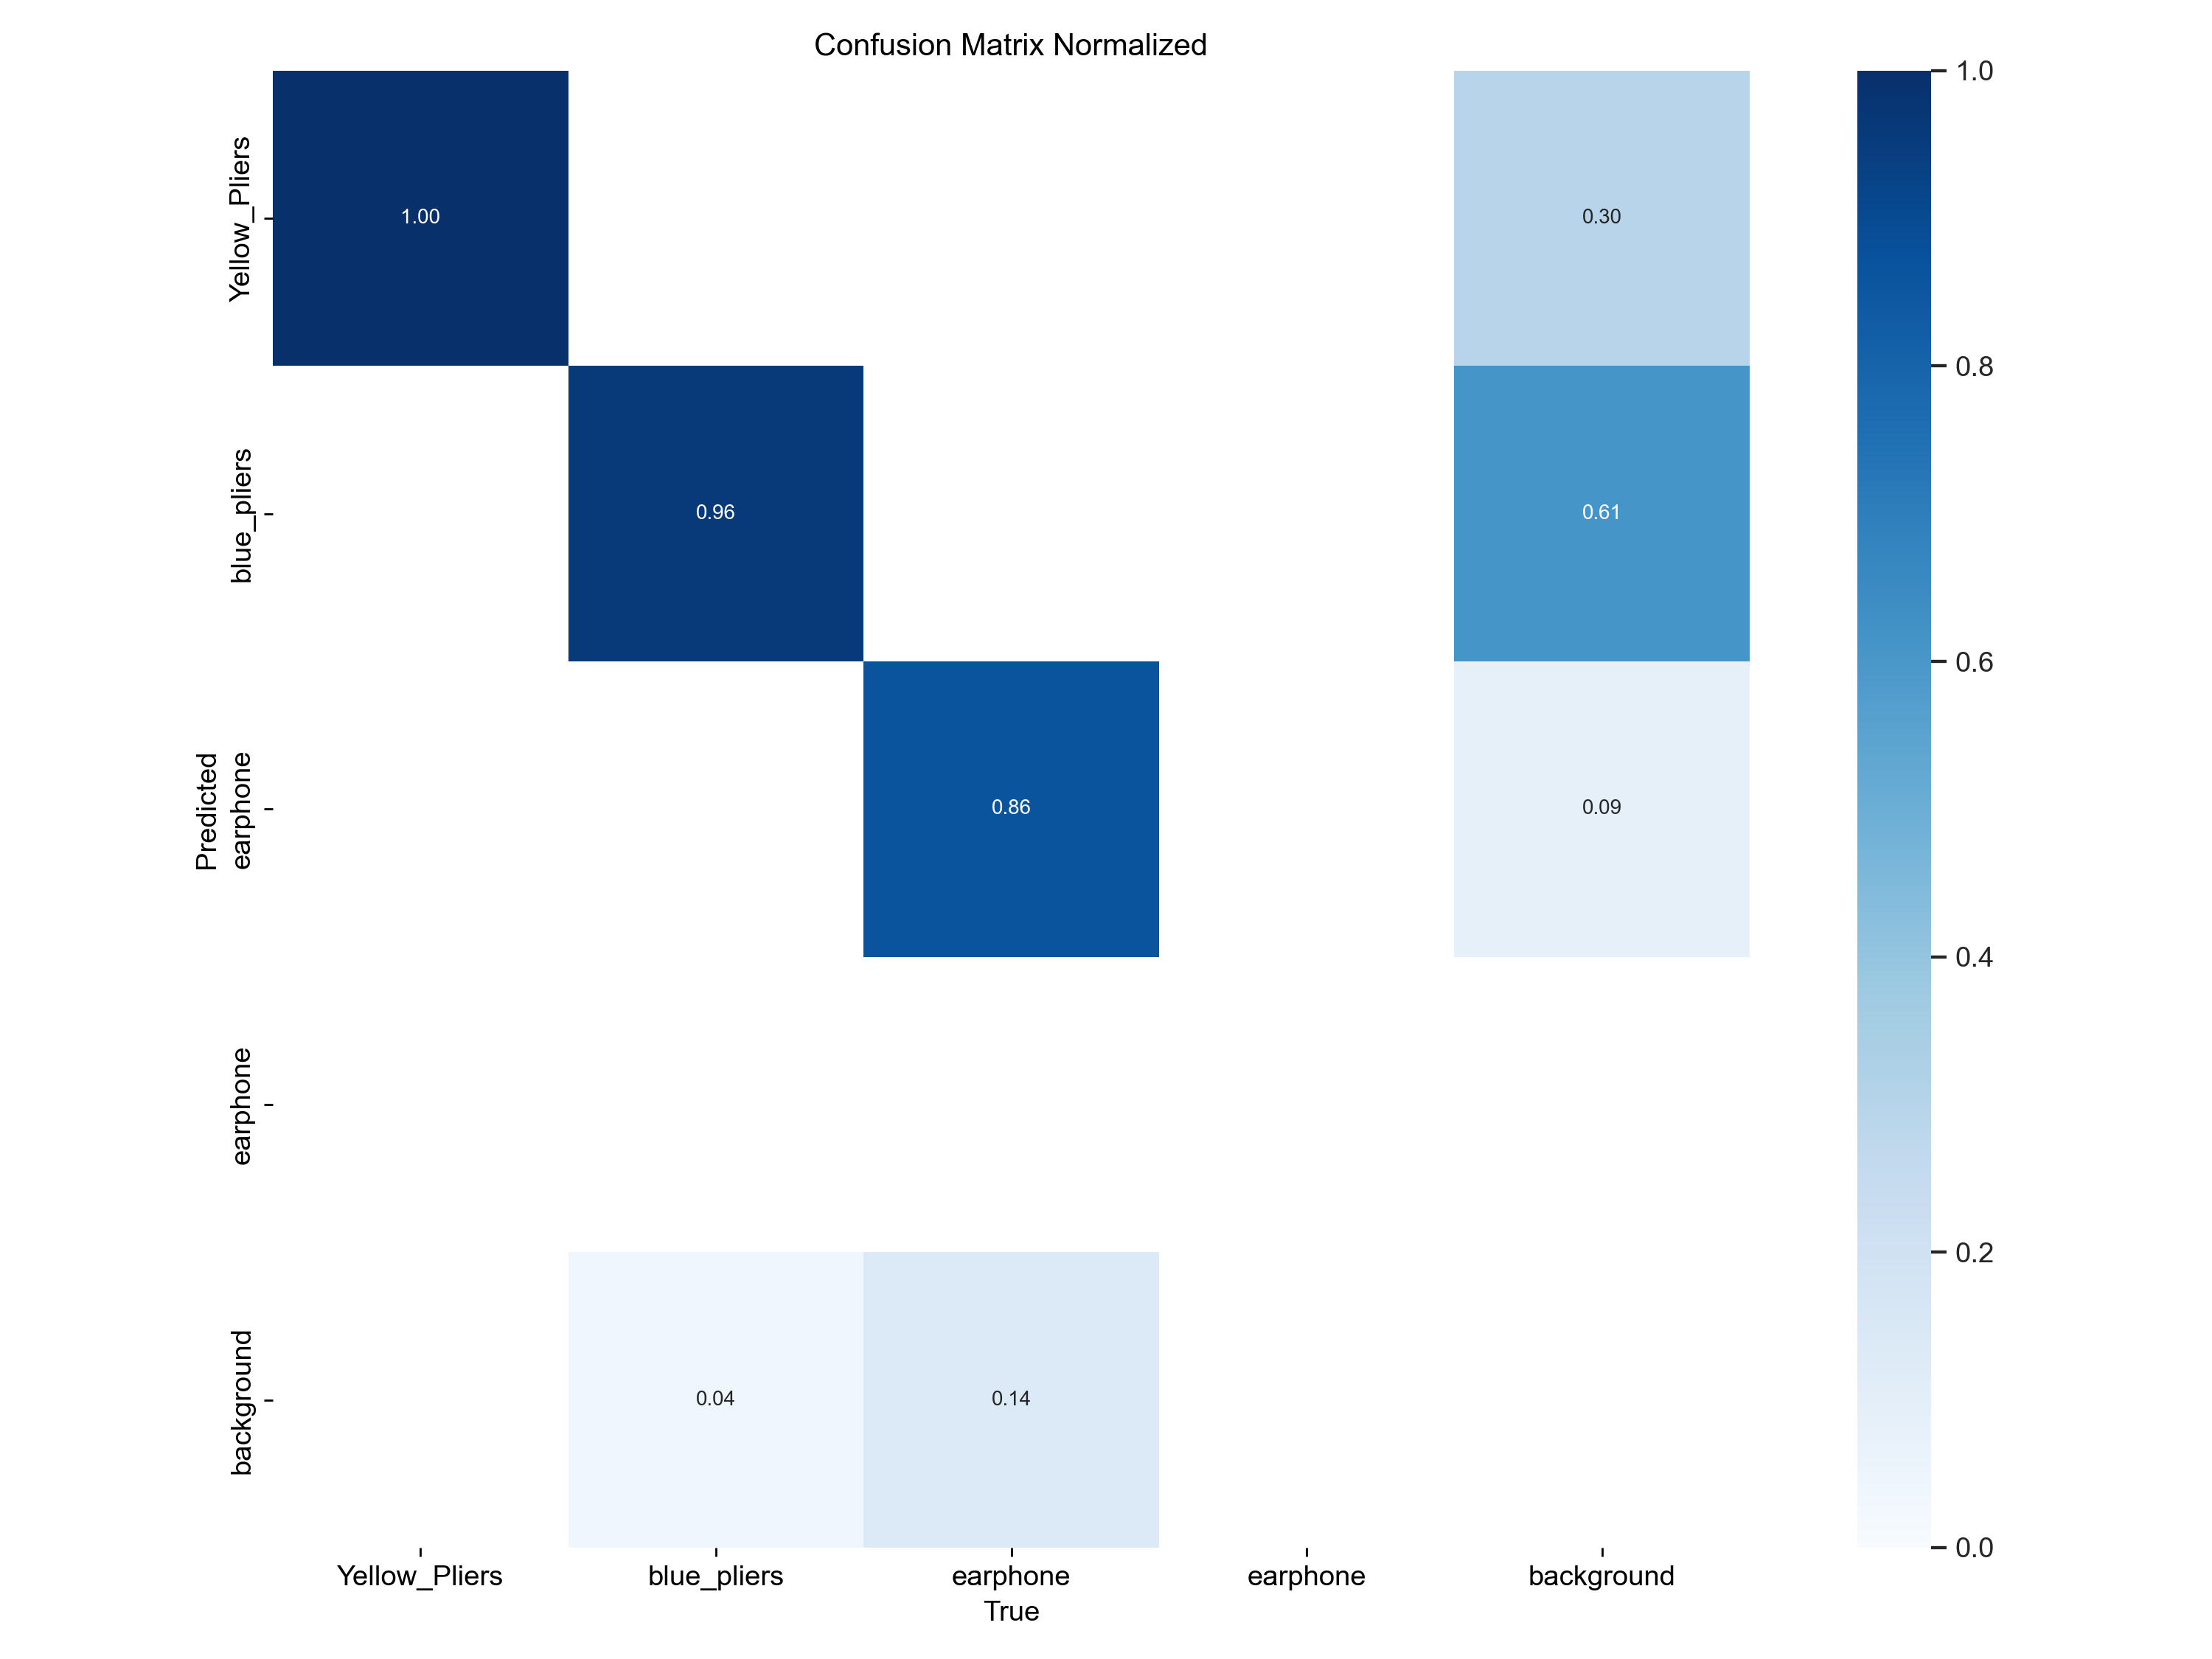 Confusion Matrix Normalized
Yellow_Pliers
blue_pliers
earphone
earphone
background
Predicted
1.00
0.30
0.96
0.61
0.86
0.09
0.04
0.14
Yellow_Pliers
blue_pliers
earphone
earphone
background
True
1.0
0.8
0.6
0.4
0.2
0.0